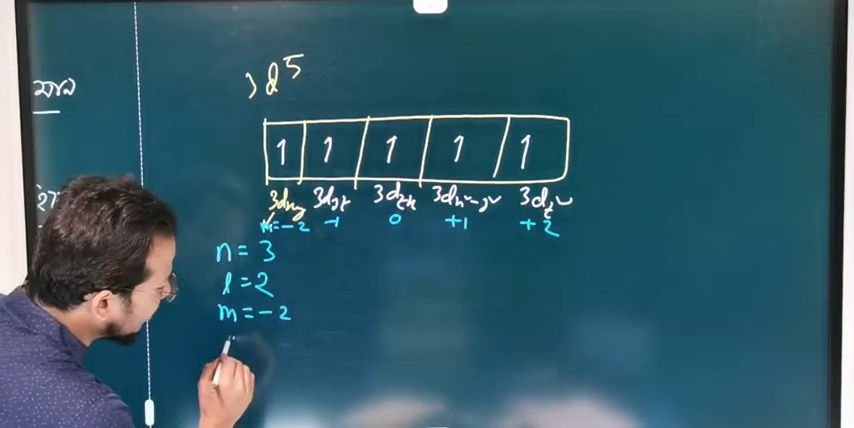 মান
3d⁵
1 1 1 1 1
3dxy 3dyz 3dzx 3dx²-y² 3dz²
m=-2 -1 0 +1 +2
n = 3
l = 2
m = -2